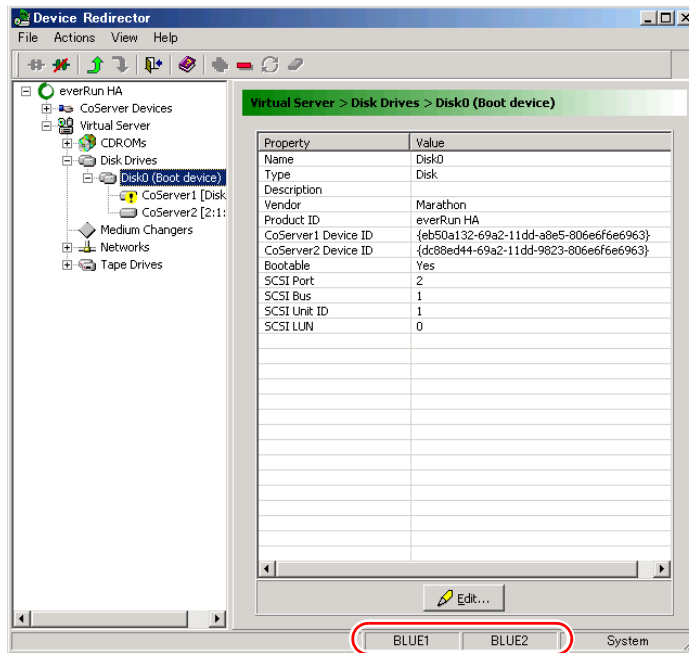 Device Redirector
File Actions View Help
everRun HA
CoServer Devices
Virtual Server
CDROMs
Disk Drives
Disk0 (Boot device)
CoServer1 [Disk
CoServer2 [2:1:
Medium Changers
Networks
Tape Drives
Virtual Server > Disk Drives > Disk0 (Boot device)
Property Value
Name Disk0
Type Disk
Description
Vendor Marathon
Product ID everRun HA
CoServer1 Device ID {eb50a132-69a2-11dd-a8e5-806e6f6e6963}
CoServer2 Device ID {dc88ed44-69a2-11dd-9823-806e6f6e6963}
Bootable Yes
SCSI Port 2
SCSI Bus 1
SCSI Unit ID 1
SCSI LUN 0
Edit...
BLUE1 BLUE2 System